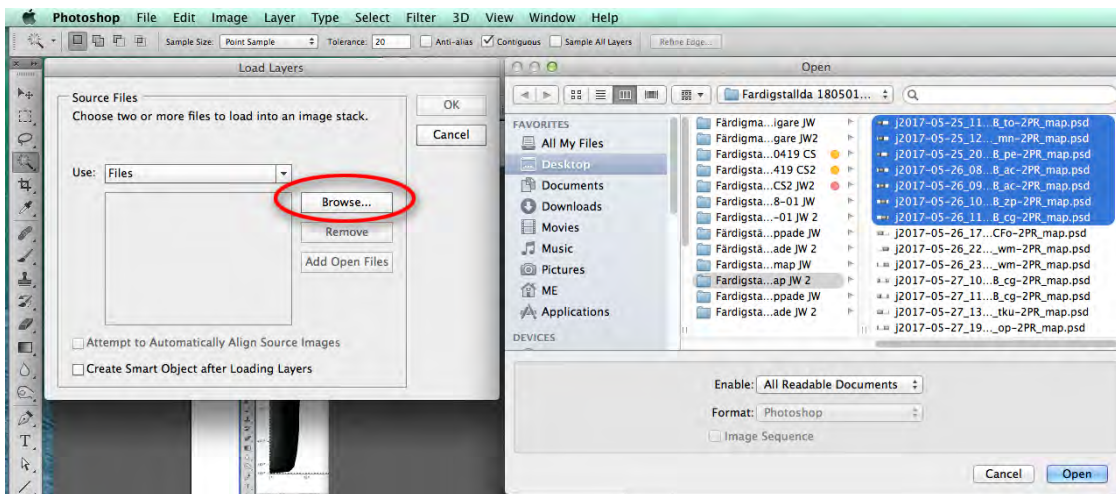 Photoshop File Edit Image Layer Type Select Filter 3D View Window Help
Sample Size: Point Sample Tolerance: 20 Anti-alias Contiguous Sample All Layers Refine Edge...
Load Layers
Source Files
Choose two or more files to load into an image stack.
OK
Cancel
Use: Files
Browse...
Remove
Add Open Files
Attempt to Automatically Align Source Images
Create Smart Object after Loading Layers
Open
Fardigstallda 180501...
FAVORITES
All My Files
Desktop
Documents
Downloads
Movies
Music
Pictures
ME
Applications
DEVICES
Färdigma...igare JW
Färdigma...gare JW2
Fardigsta...0419 CS
Fardigsta...419 CS2
Fardigsta...CS2 JW2
Fardigsta...8-01 JW
Fardigsta...-01 JW 2
Färdigsta...ppade JW
Färdigsta...ade JW 2
Fardigsta...map JW
Fardigsta...ap JW 2
Fardigsta...ppade JW
Fardigsta...ade JW 2
j2017-05-25_11...B_to-2PR_map.psd
j2017-05-25_12..._mn-2PR_map.psd
j2017-05-25_20...B_pe-2PR_map.psd
j2017-05-26_08...B_ac-2PR_map.psd
j2017-05-26_09...B_ac-2PR_map.psd
j2017-05-26_10...B_zp-2PR_map.psd
j2017-05-26_11...B_cg-2PR_map.psd
j2017-05-26_17...CFo-2PR_map.psd
j2017-05-26_22..._wm-2PR_map.psd
j2017-05-26_23..._wm-2PR_map.psd
j2017-05-27_10...B_cg-2PR_map.psd
j2017-05-27_11...B_cg-2PR_map.psd
j2017-05-27_13..._tku-2PR_map.psd
j2017-05-27_19..._op-2PR_map.psd
Enable: All Readable Documents
Format: Photoshop
Image Sequence
Cancel
Open